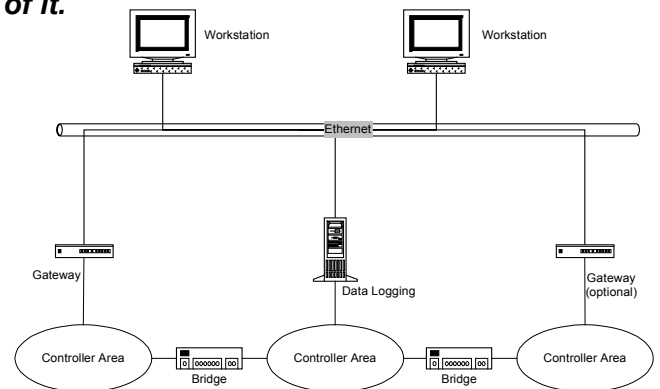 of it.
Workstation
Workstation
Ethernet
Gateway
Data Logging
Gateway
(optional)
Controller Area
Controller Area
Controller Area
Bridge
Bridge